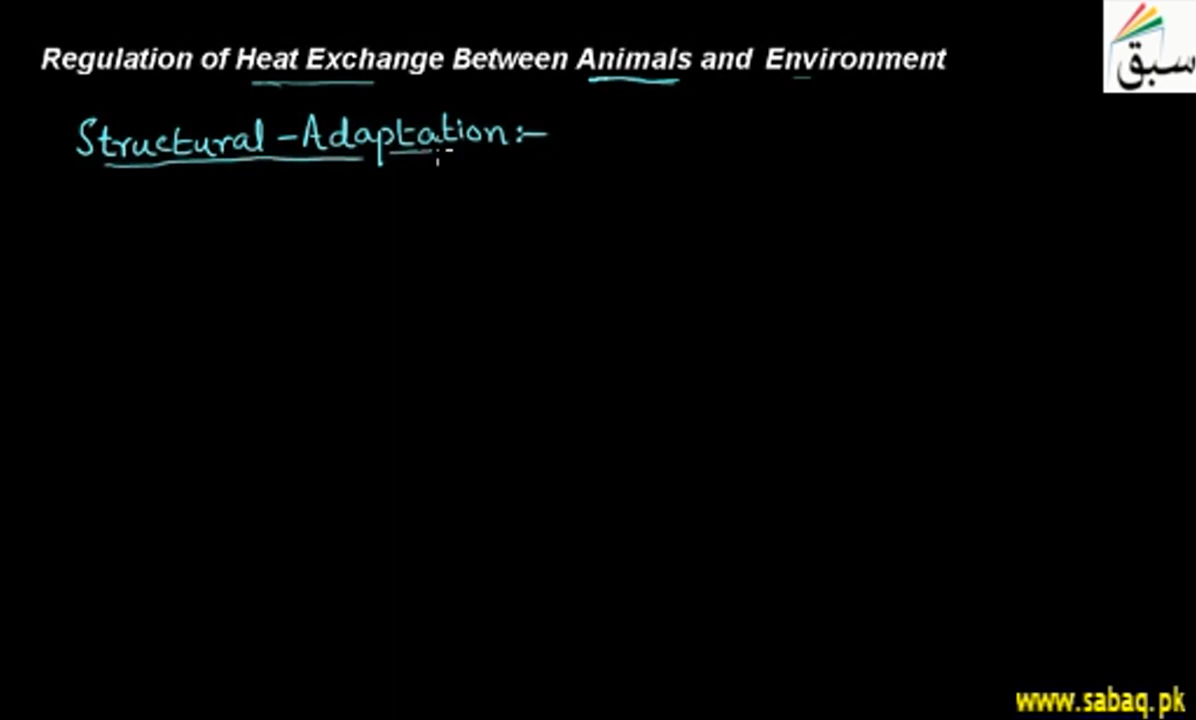 Regulation of Heat Exchange Between Animals and Environment
سبق
Structural -Adaptation:-
www.sabaq.pk